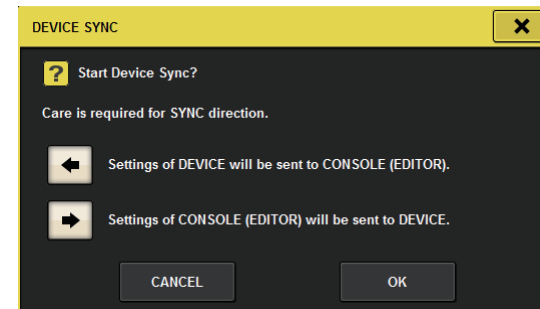 DEVICE SYNC
Start Device Sync?
Care is required for SYNC direction.
Settings of DEVICE will be sent to CONSOLE (EDITOR).
Settings of CONSOLE (EDITOR) will be sent to DEVICE.
CANCEL OK